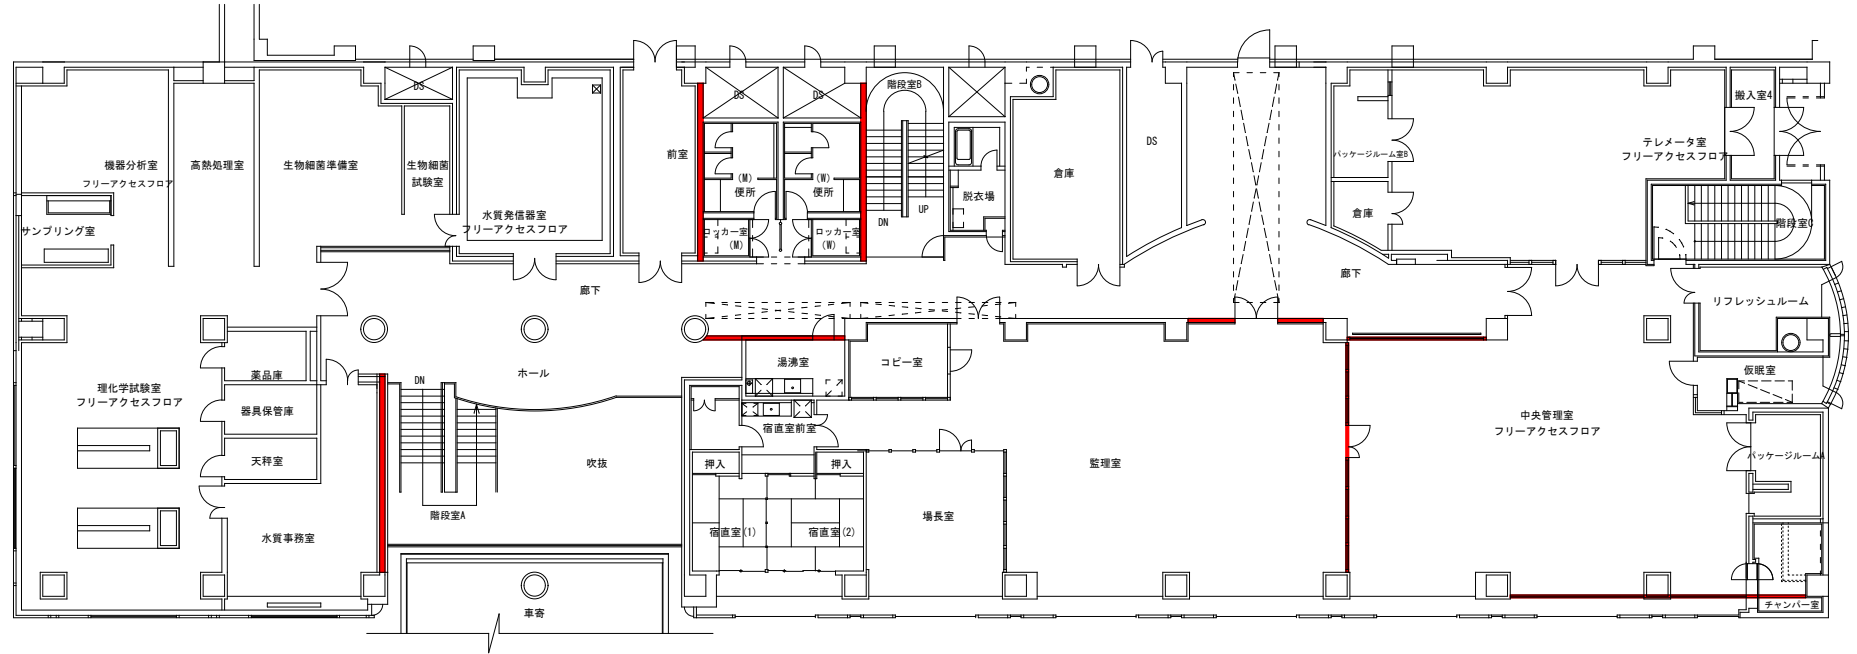 DS
DS
DS
階段室B
搬入室4
機器分析室
フリーアクセスフロア
高熱処理室
生物細菌準備室
生物細菌
試験室
水質発信器室
フリーアクセスフロア
前室
(M)
便所
(W)
便所
ロッカー室
(M)
ロッカー室
(W)
DN
UP
脱衣場
倉庫
DS
パッケージルーム室B
倉庫
テレメータ室
フリーアクセスフロア
階段室C
サンプリング室
廊下
廊下
リフレッシュルーム
薬品庫
DN
ホール
湯沸室
コピー室
仮眠室
理化学試験室
フリーアクセスフロア
器具保管庫
宿直室前室
中央管理室
フリーアクセスフロア
天秤室
吹抜
押入
押入
監理室
パッケージルームA
階段室A
場長室
水質事務室
宿直室(1)
宿直室(2)
車寄
チャンバー室